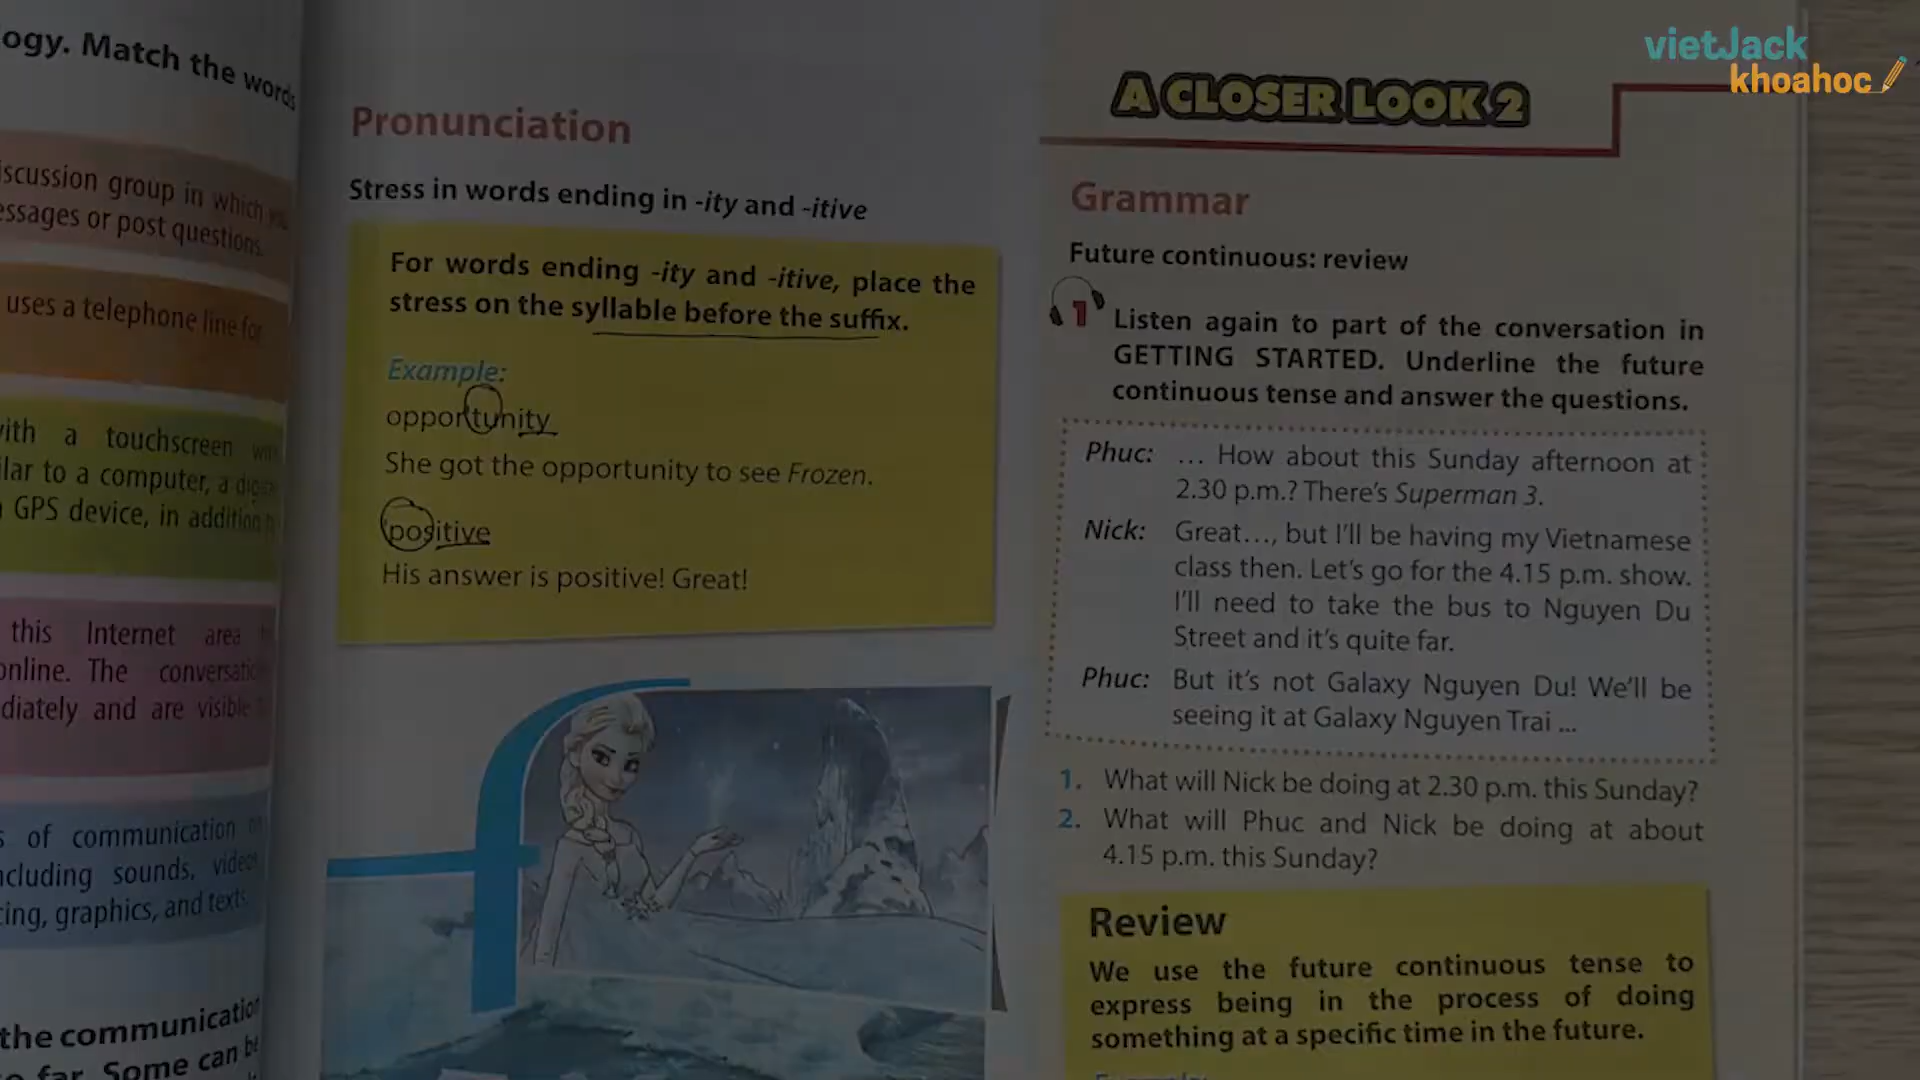 vietJack
khoahoc
ogy. Match the words
iscussion group in which you
essages or post questions.
uses a telephone line for
with a touchscreen
ilar to a computer, a
GPS device, in addition
this Internet area
online. The
diately and are visible
s of communication
ncluding sounds,
ting, graphics, and texts.
the communication
so far. Some can be
Pronunciation
Stress in words ending in -ity and -itive
For words ending -ity and -itive, place the
stress on the syllable before the suffix.
Example:
oppor'tunity
She got the opportunity to see Frozen.
'positive
His answer is positive! Great!
A CLOSER LOOK 2
Grammar
Future continuous: review
1 Listen again to part of the conversation in
GETTING STARTED. Underline the future
continuous tense and answer the questions.
Phuc: ... How about this Sunday afternoon at
2.30 p.m.? There's Superman 3.
Nick: Great..., but I'll be having my Vietnamese
class then. Let's go for the 4.15 p.m. show.
I'll need to take the bus to Nguyen Du
Street and it's quite far.
Phuc: But it's not Galaxy Nguyen Du! We'll be
seeing it at Galaxy Nguyen Trai ...
1. What will Nick be doing at 2.30 p.m. this Sunday?
2. What will Phuc and Nick be doing at about
4.15 p.m. this Sunday?
Review
We use the future continuous tense to
express being in the process of doing
something at a specific time in the future.
Example: